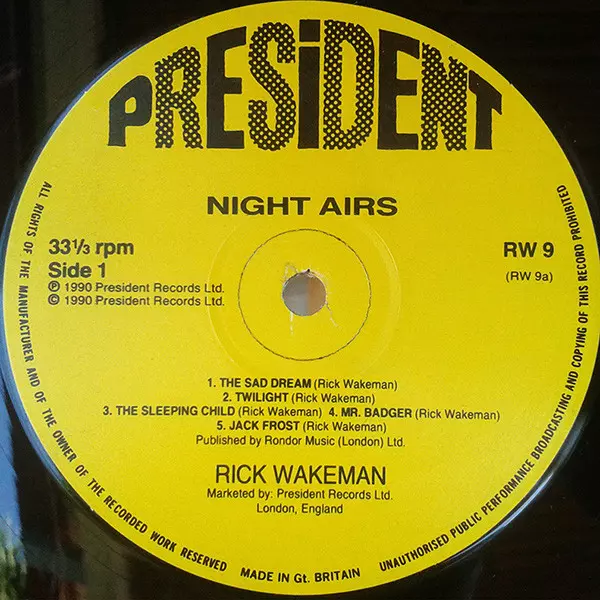 PRESiDENT
NIGHT AIRS
33⅓ rpm
Side 1
℗ 1990 President Records Ltd.
© 1990 President Records Ltd.
RW 9
(RW 9a)
1. THE SAD DREAM (Rick Wakeman)
2. TWILIGHT (Rick Wakeman)
3. THE SLEEPING CHILD (Rick Wakeman) 4. MR. BADGER (Rick Wakeman)
5. JACK FROST (Rick Wakeman)
Published by Rondor Music (London) Ltd.
RICK WAKEMAN
Marketed by: President Records Ltd.
London, England
ALL RIGHTS OF THE MANUFACTURER AND OF THE OWNER OF THE RECORDED WORK RESERVED
MADE IN Gt. BRITAIN
UNAUTHORISED PUBLIC PERFORMANCE BROADCASTING AND COPYING OF THIS RECORD PROHIBITED